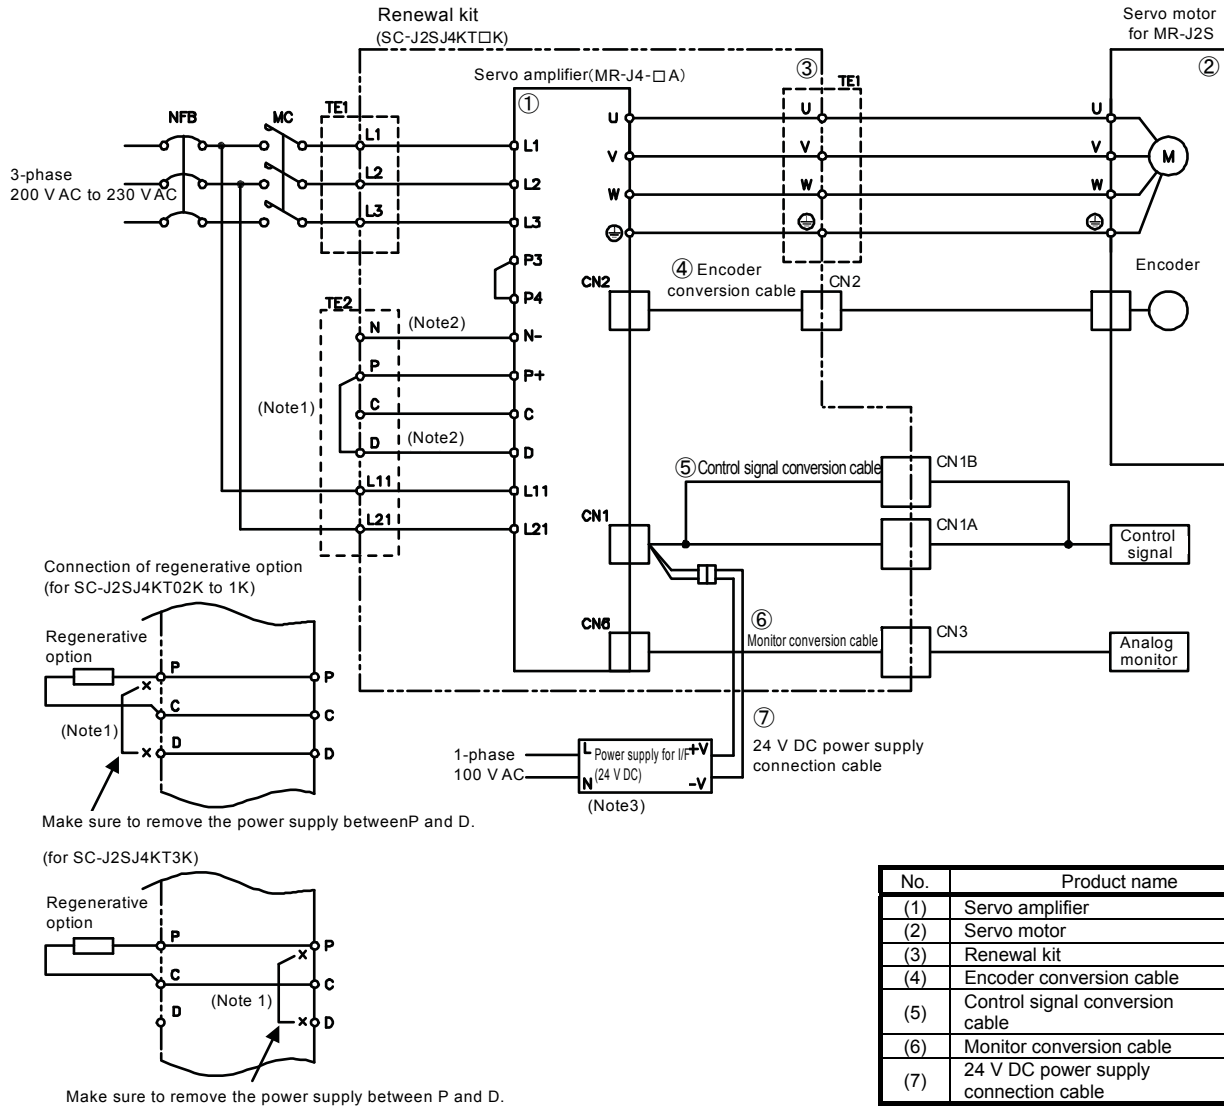 Renewal kit
(SC-J2SJ4KT□K)
Servo motor
for MR-J2S
②
③
Servo amplifier(MR-J4-□A)
①
TE1
TE1
NFB
MC
3-phase
200 V AC to 230 V AC
L1
L1
L2
L2
L3
L3
U
U
U
V
V
V
W
W
W
M
P3
P4
CN2
④ Encoder
conversion cable
CN2
Encoder
TE2
N
(Note2)
N-
P
P+
(Note1)
C
C
D
(Note2)
D
L11
L11
L21
L21
⑤ Control signal conversion cable
CN1B
CN1
CN1A
Control
signal
⑥
Monitor conversion cable
CN6
CN3
Analog
monitor
⑦
24 V DC power supply
connection cable
1-phase
100 V AC
L
N
Power supply for I/F
(24 V DC)
+V
-V
(Note3)
Connection of regenerative option
(for SC-J2SJ4KT02K to 1K)
Regenerative
option
P
P
C
C
(Note1)
D
D
Make sure to remove the power supply betweenP and D.
(for SC-J2SJ4KT3K)
Regenerative
option
P
P
C
C
(Note 1)
D
D
Make sure to remove the power supply between P and D.
No. Product name
(1) Servo amplifier
(2) Servo motor
(3) Renewal kit
(4) Encoder conversion cable
(5) Control signal conversion
cable
(6) Monitor conversion cable
(7) 24 V DC power supply
connection cable